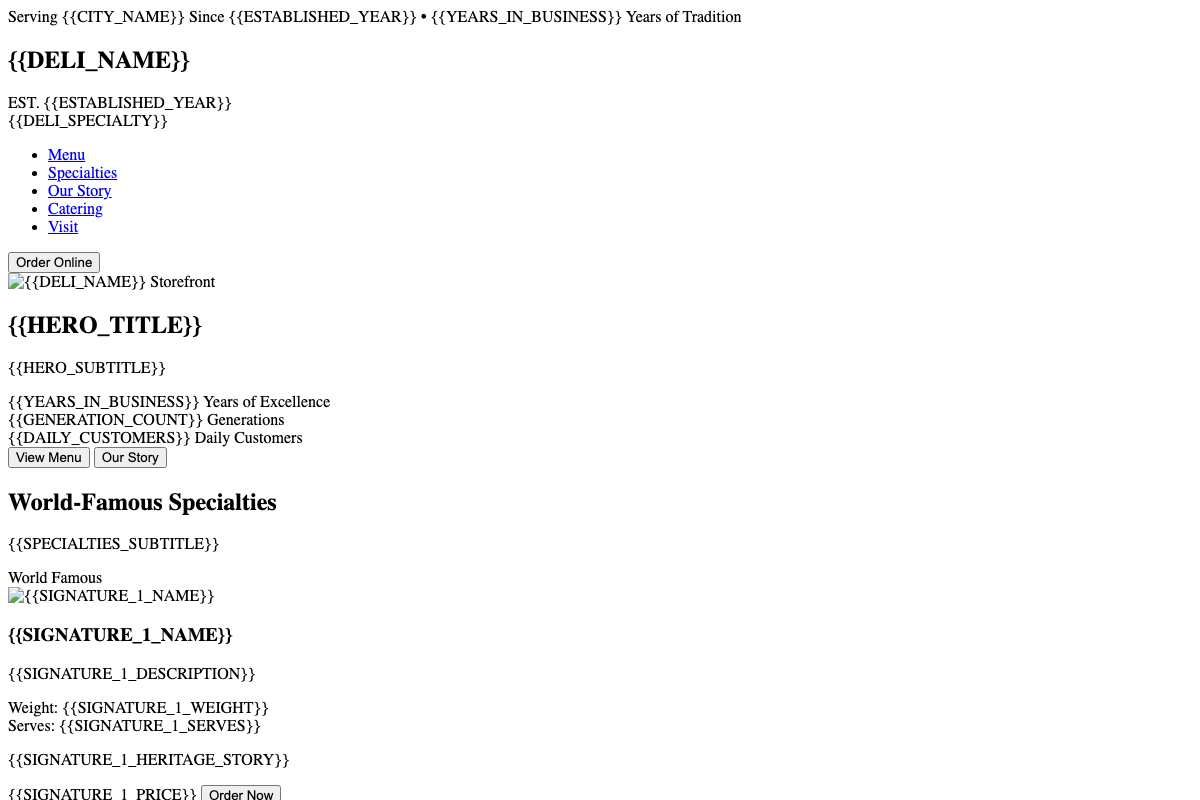 Serving {{CITY_NAME}} Since {{ESTABLISHED_YEAR}} • {{YEARS_IN_BUSINESS}} Years of Tradition
{{DELI_NAME}}
EST. {{ESTABLISHED_YEAR}}
{{DELI_SPECIALTY}}
Menu
Specialties
Our Story
Catering
Visit
Order Online
{{DELI_NAME}} Storefront
{{HERO_TITLE}}
{{HERO_SUBTITLE}}
{{YEARS_IN_BUSINESS}} Years of Excellence
{{GENERATION_COUNT}} Generations
{{DAILY_CUSTOMERS}} Daily Customers
View Menu Our Story
World-Famous Specialties
{{SPECIALTIES_SUBTITLE}}
World Famous
{{SIGNATURE_1_NAME}}
{{SIGNATURE_1_NAME}}
{{SIGNATURE_1_DESCRIPTION}}
Weight: {{SIGNATURE_1_WEIGHT}}
Serves: {{SIGNATURE_1_SERVES}}
{{SIGNATURE_1_HERITAGE_STORY}}
{{SIGNATURE_1_PRICE}} Order Now